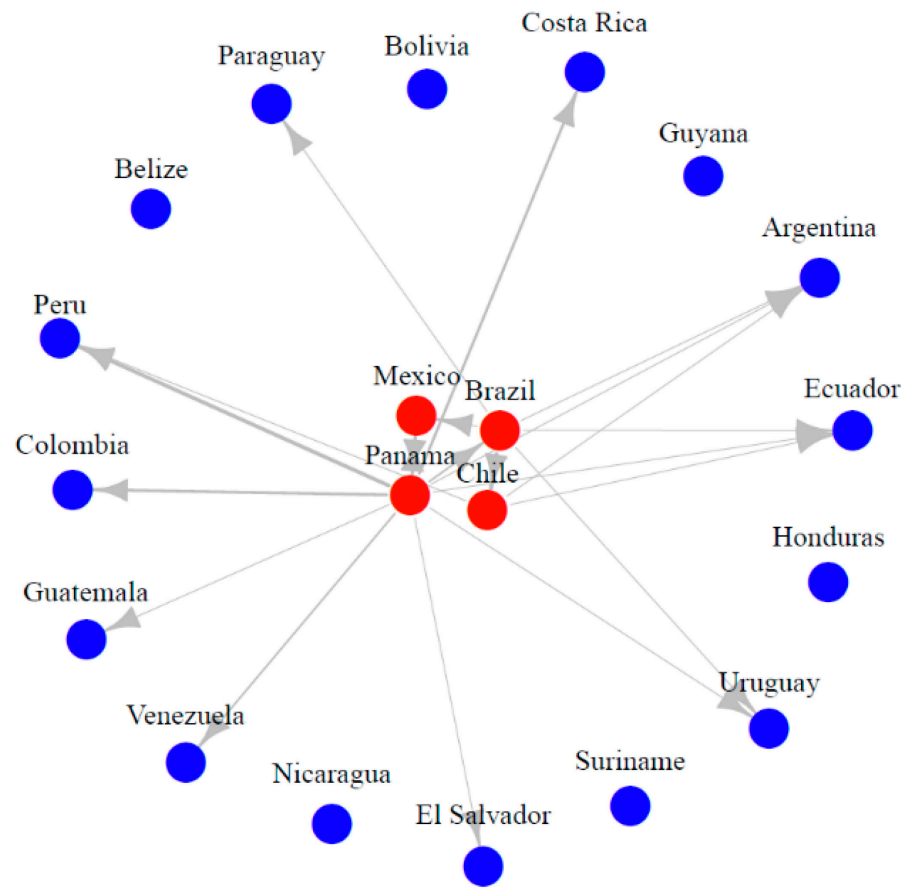 Costa Rica
Bolivia
Paraguay
Guyana
Belize
Argentina
Peru
Mexico
Brazil
Ecuador
Colombia
Panama
Chile
Honduras
Guatemala
Uruguay
Venezuela
Suriname
Nicaragua
El Salvador